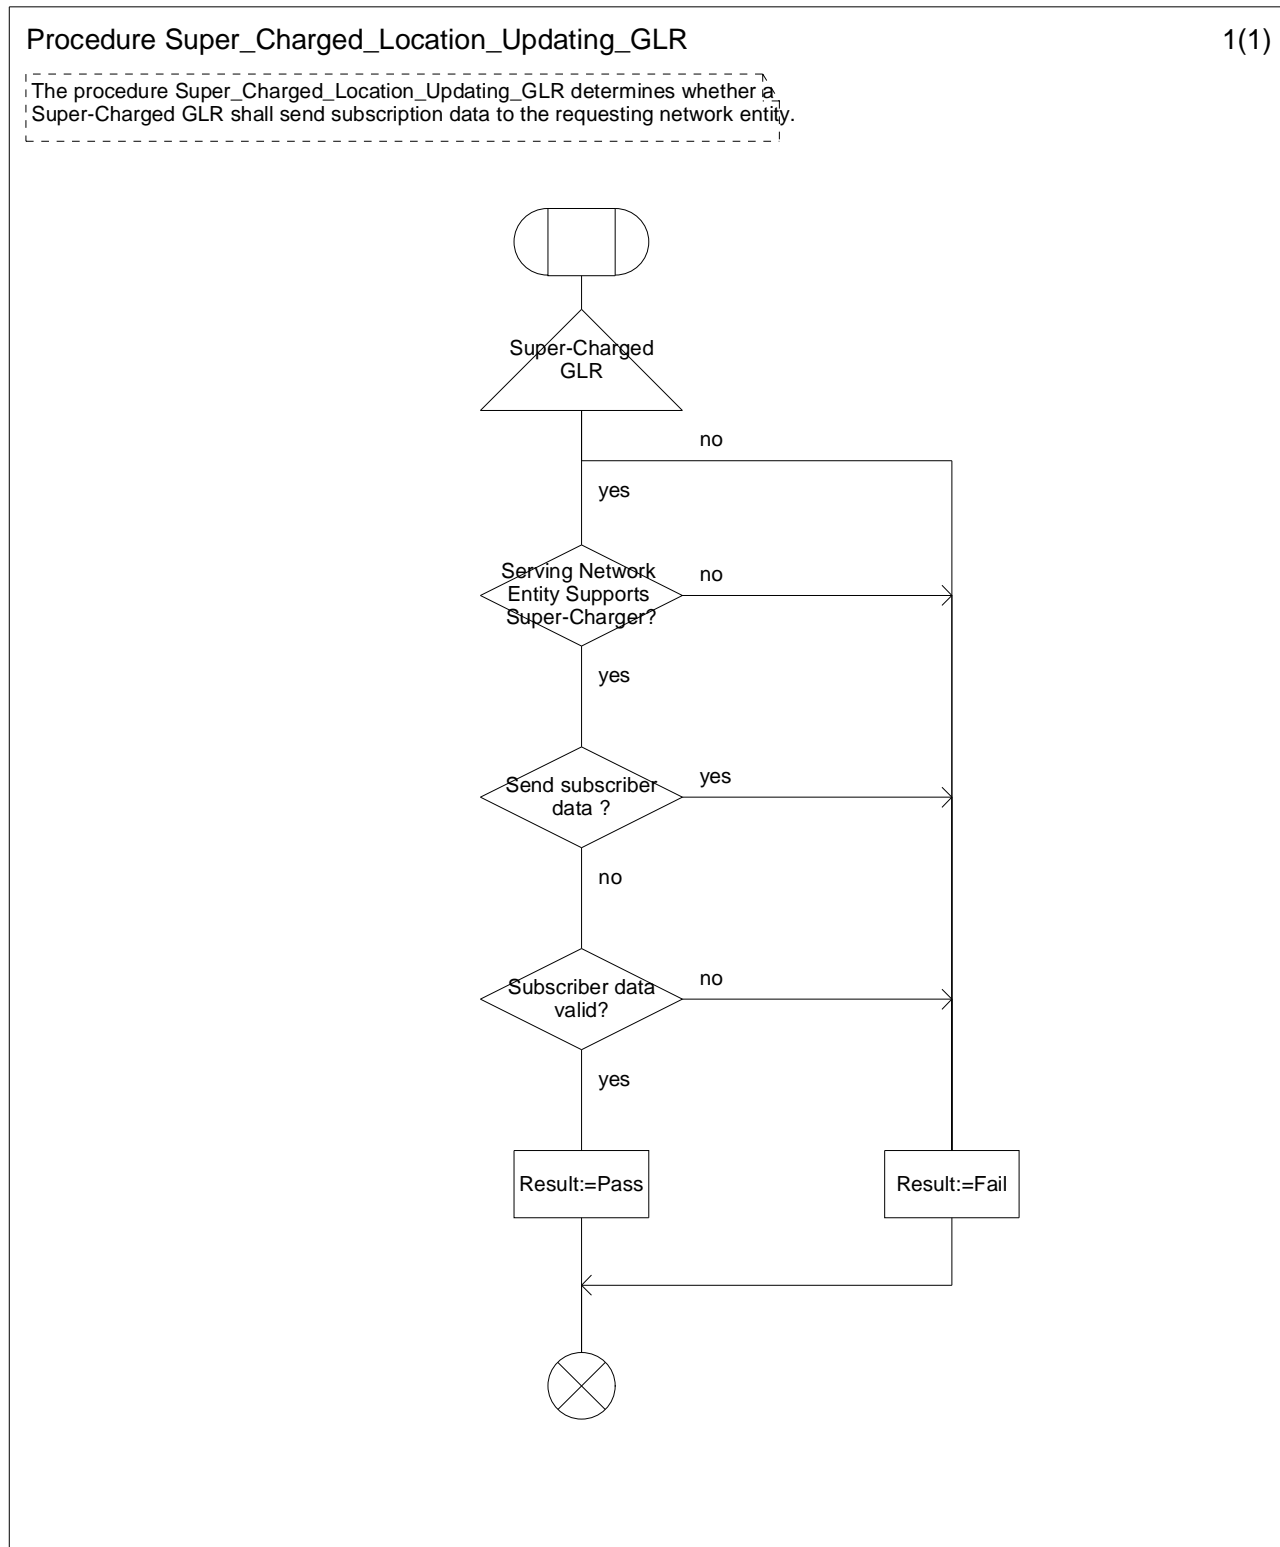 Procedure Super_Charged_Location_Updating_GLR
1(1)
The procedure Super_Charged_Location_Updating_GLR determines whether a
Super-Charged GLR shall send subscription data to the requesting network entity.
Super-Charged
GLR
no
yes
Serving Network
Entity Supports
Super-Charger?
no
yes
Send subscriber
data ?
yes
no
Subscriber data
valid?
no
yes
Result:=Pass
Result:=Fail